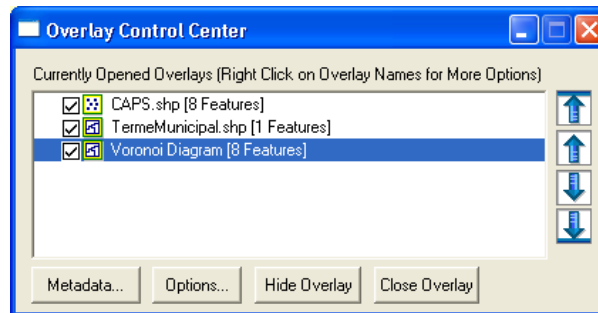 Overlay Control Center
Currently Opened Overlays (Right Click on Overlay Names for More Options)
CAPS.shp [8 Features]
TermeMunicipal.shp [1 Features]
Voronoi Diagram [8 Features]
Metadata... Options... Hide Overlay Close Overlay